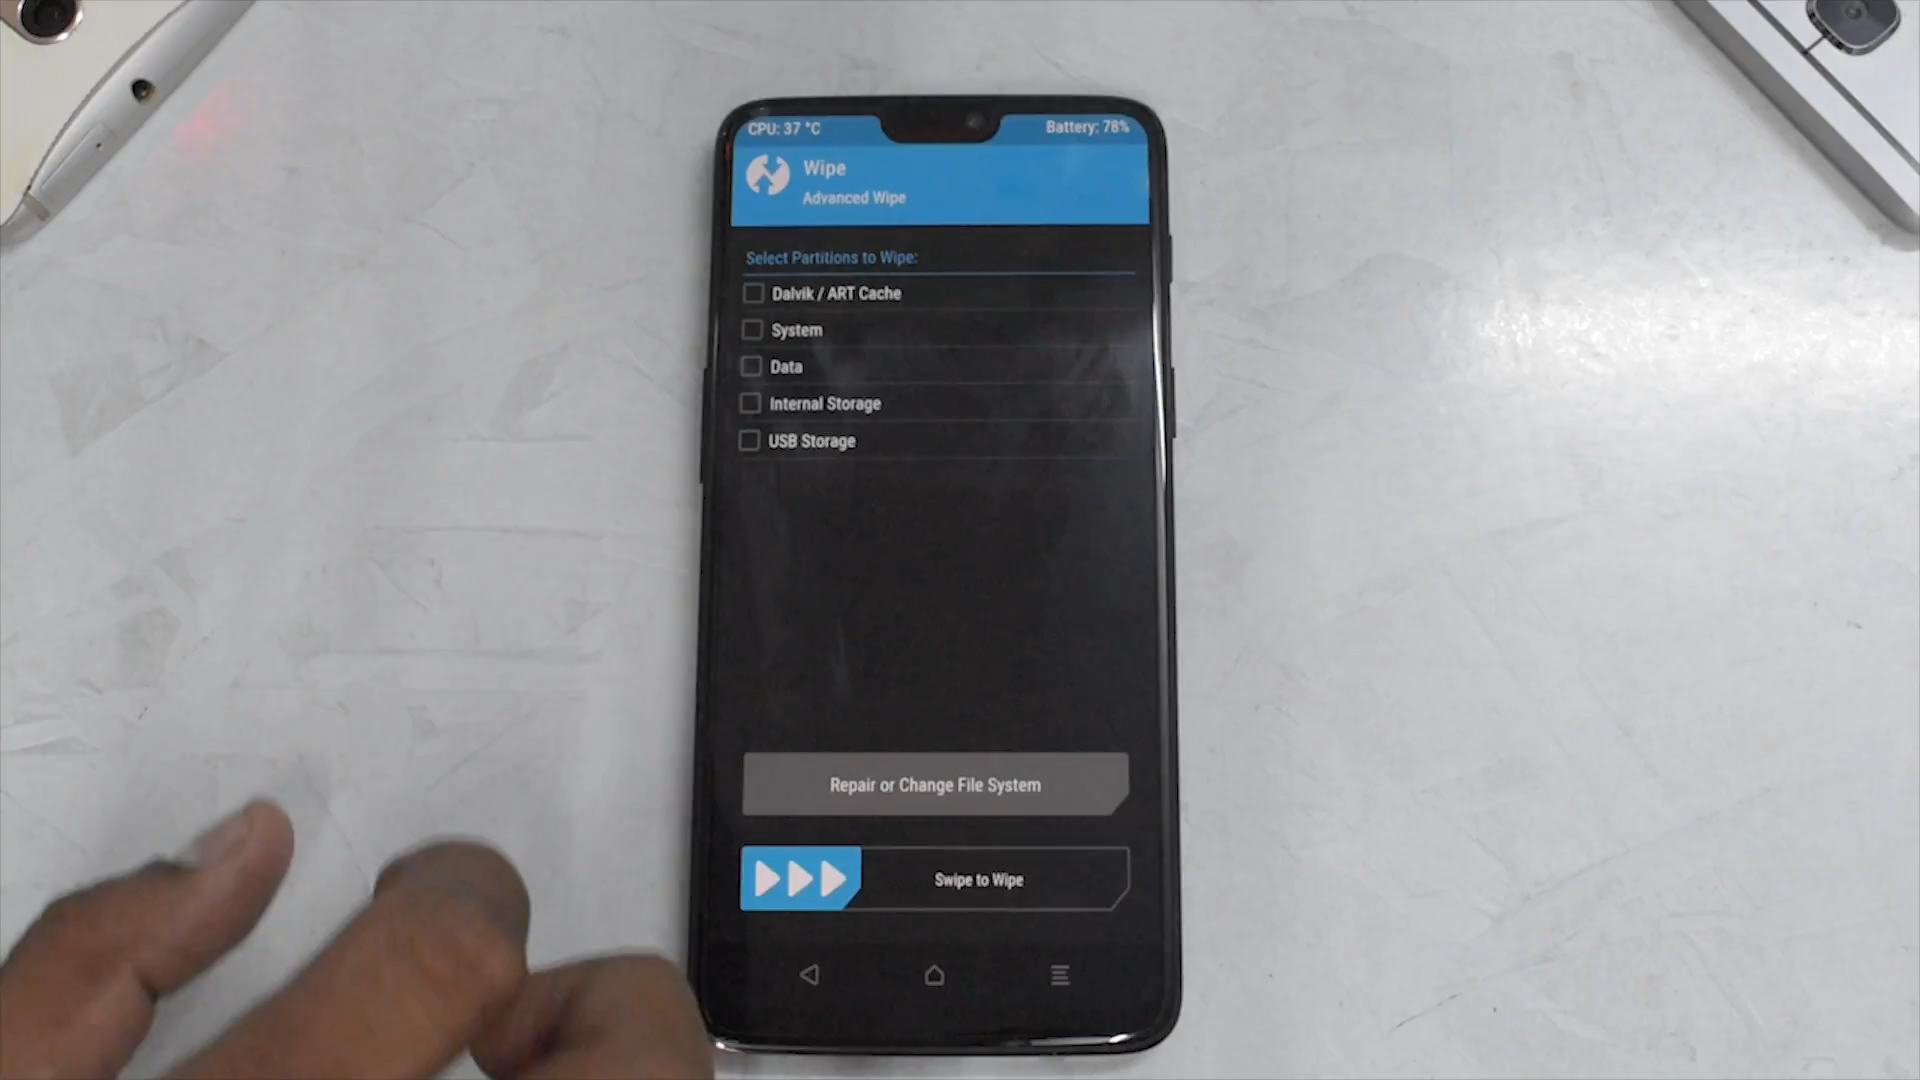 CPU: 37 °C
Battery: 78%
Wipe
Advanced Wipe
Select Partitions to Wipe:
Dalvik / ART Cache
System
Data
Internal Storage
USB Storage
Repair or Change File System
Swipe to Wipe